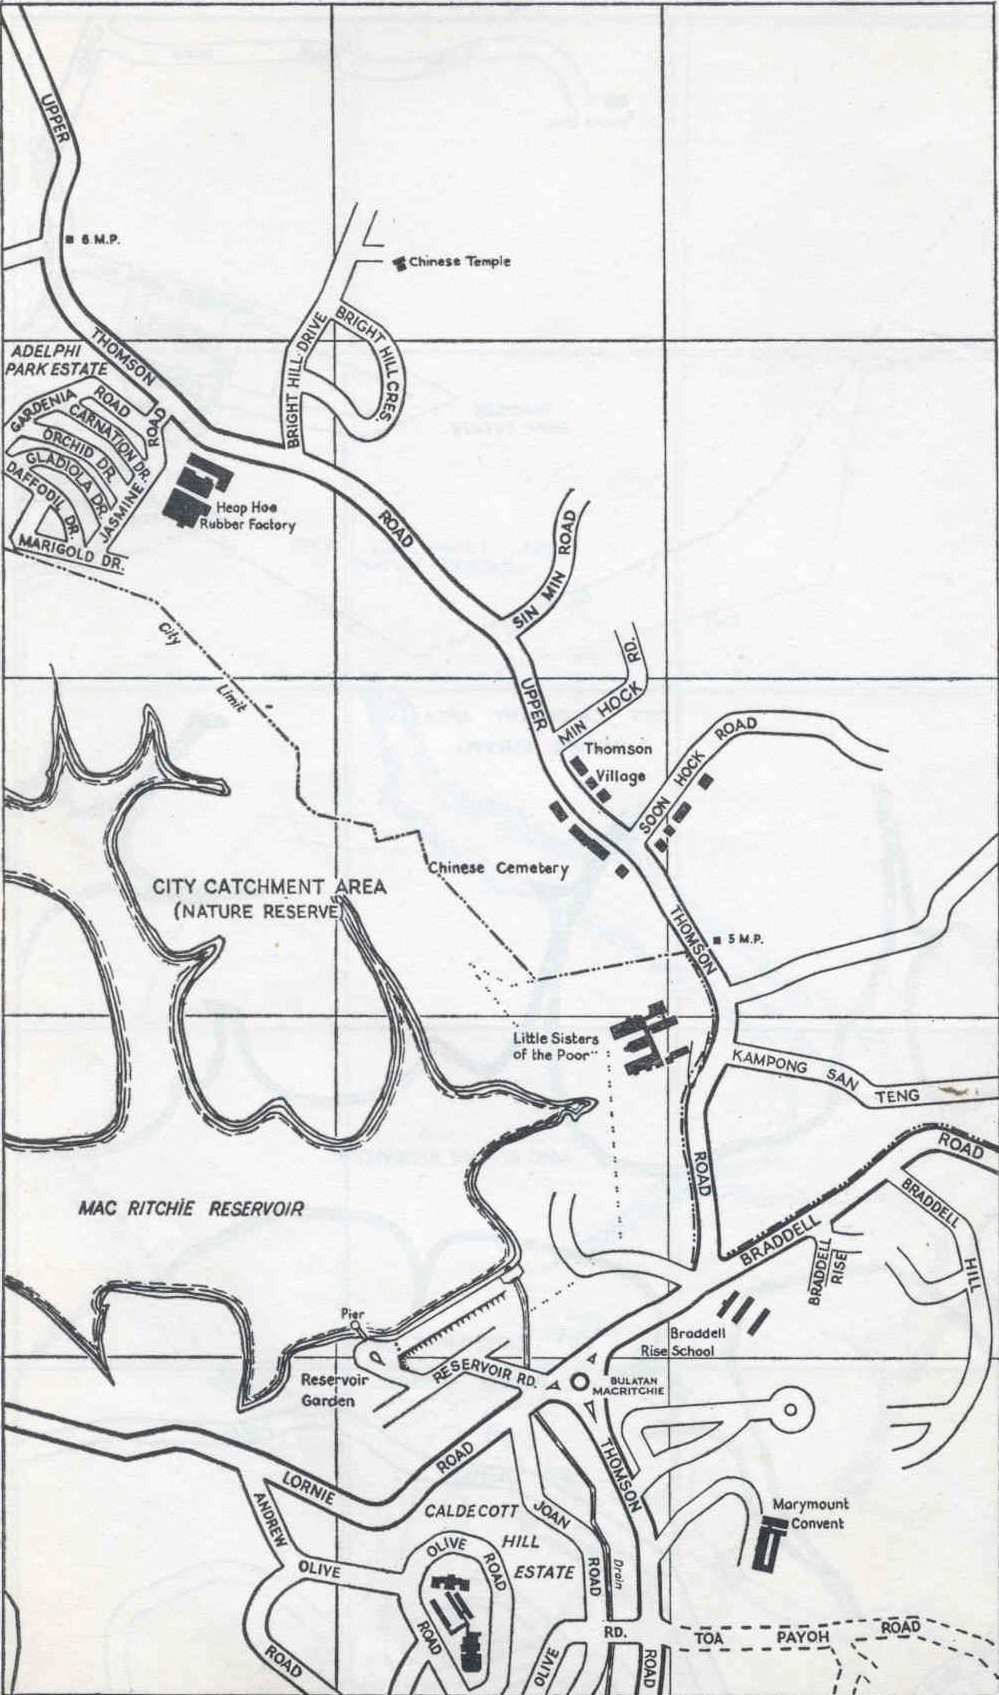 UPPER
6 M.P.
Chinese Temple
THOMSON
BRIGHT HILL DRIVE
BRIGHT HILL CRES.
ADELPHI
PARK ESTATE
GARDENIA
ROAD
CARNATION DR.
ROAD
ORCHID DR.
GLADIOLA DR.
DAFFODIL DR.
JASMINE
MARIGOLD DR.
Heap Hoe
Rubber Factory
ROAD
SIN MIN ROAD
City
Limit
UPPER
MIN HOCK RD.
Thomson
Village
SOON HOCK ROAD
Chinese Cemetery
CITY CATCHMENT AREA
(NATURE RESERVE)
THOMSON
5 M.P.
Little Sisters
of the Poor
KAMPONG SAN TENG
ROAD
MAC RITCHIE RESERVOIR
BRADDELL
ROAD
BRADDELL
HILL
BRADDELL
RISE
Pier
Braddell
Rise School
Reservoir
Garden
RESERVOIR RD.
BULATAN
MACRITCHIE
LORNIE
ROAD
THOMSON
CALDECOTT
HILL
ESTATE
JOAN
ROAD
Drain
Marymount
Convent
ANDREW
OLIVE
ROAD
OLIVE
ROAD
ROAD
OLIVE
RD.
ROAD
TOA PAYOH ROAD